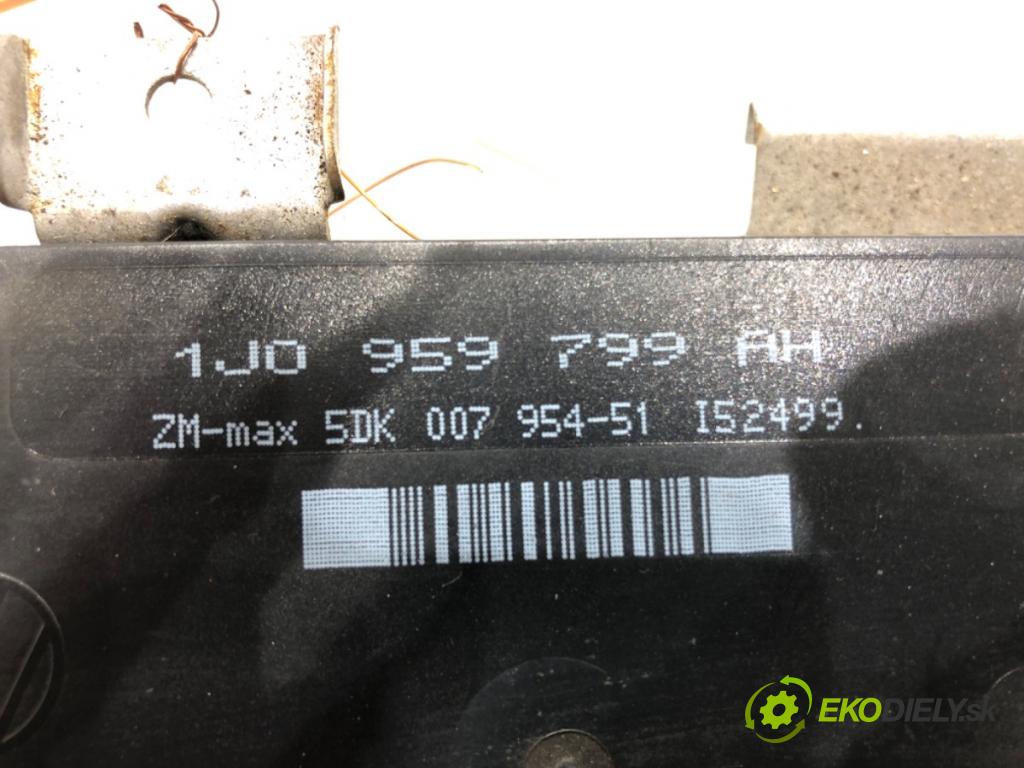 1J0 959 799 AH
ZM-max 5DK 007 954-51 I52499.
EKODIELY.sk